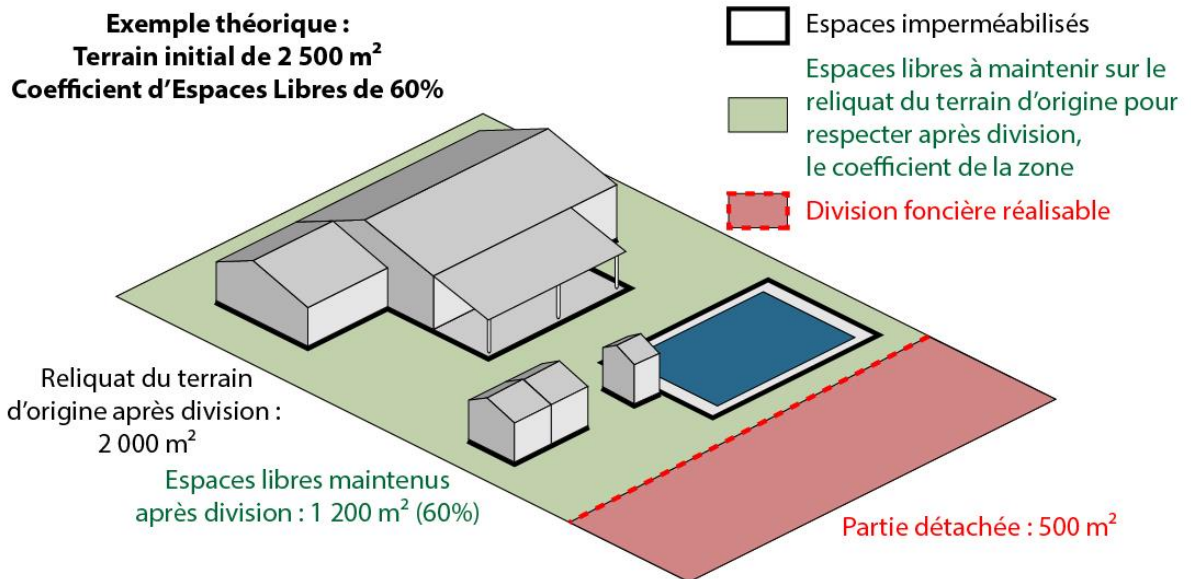 Exemple théorique :
Terrain initial de 2 500 m²
Coefficient d'Espaces Libres de 60%
Espaces imperméabilisés
Espaces libres à maintenir sur le
reliquat du terrain d'origine pour
respecter après division,
le coefficient de la zone
Division foncière réalisable
Reliquat du terrain
d'origine après division :
2 000 m²
Espaces libres maintenus
après division : 1 200 m² (60%)
Partie détachée : 500 m²